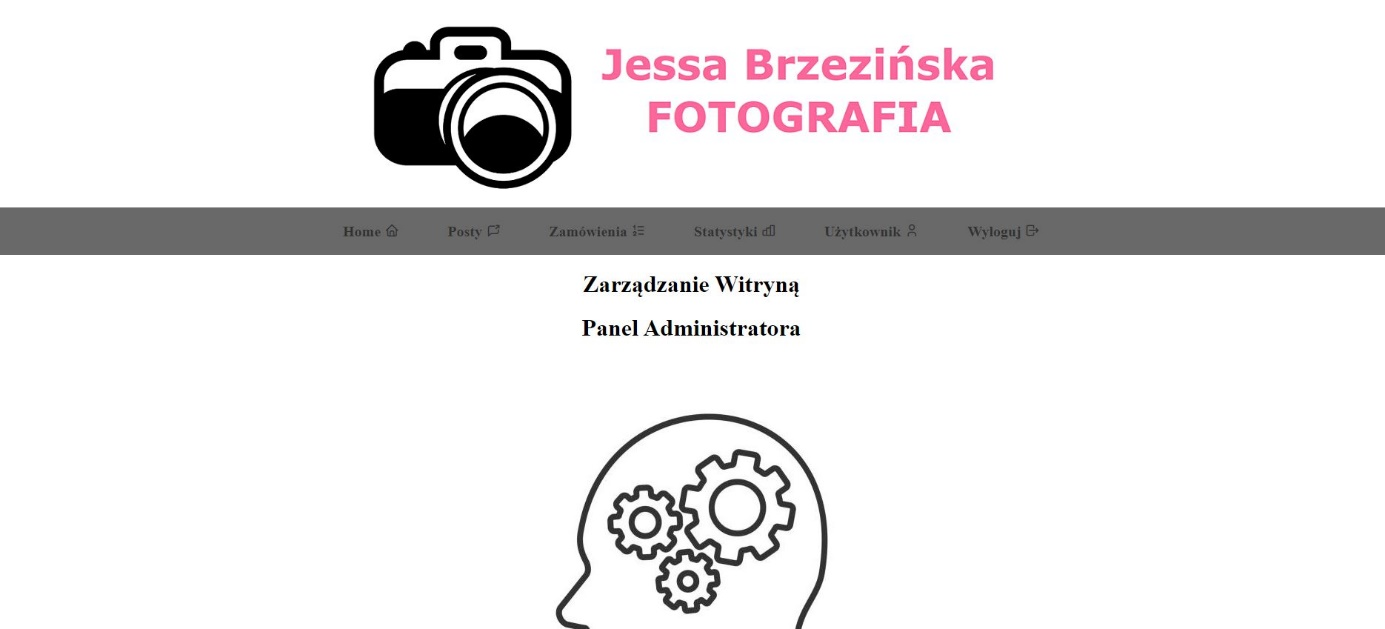 Jessa Brzezińska
FOTOGRAFIA
Home Posty Zamówienia Statystyki Użytkownik Wyloguj
Zarządzanie Witryną
Panel Administratora